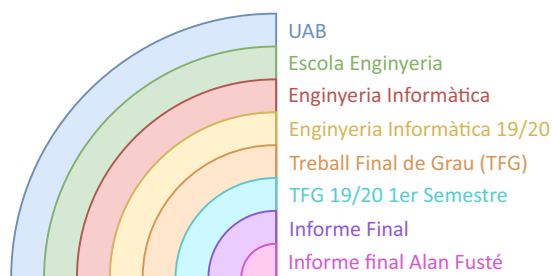 UAB
Escola Enginyeria
Enginyeria Informàtica
Enginyeria Informàtica 19/20
Treball Final de Grau (TFG)
TFG 19/20 1er Semestre
Informe Final
Informe final Alan Fusté